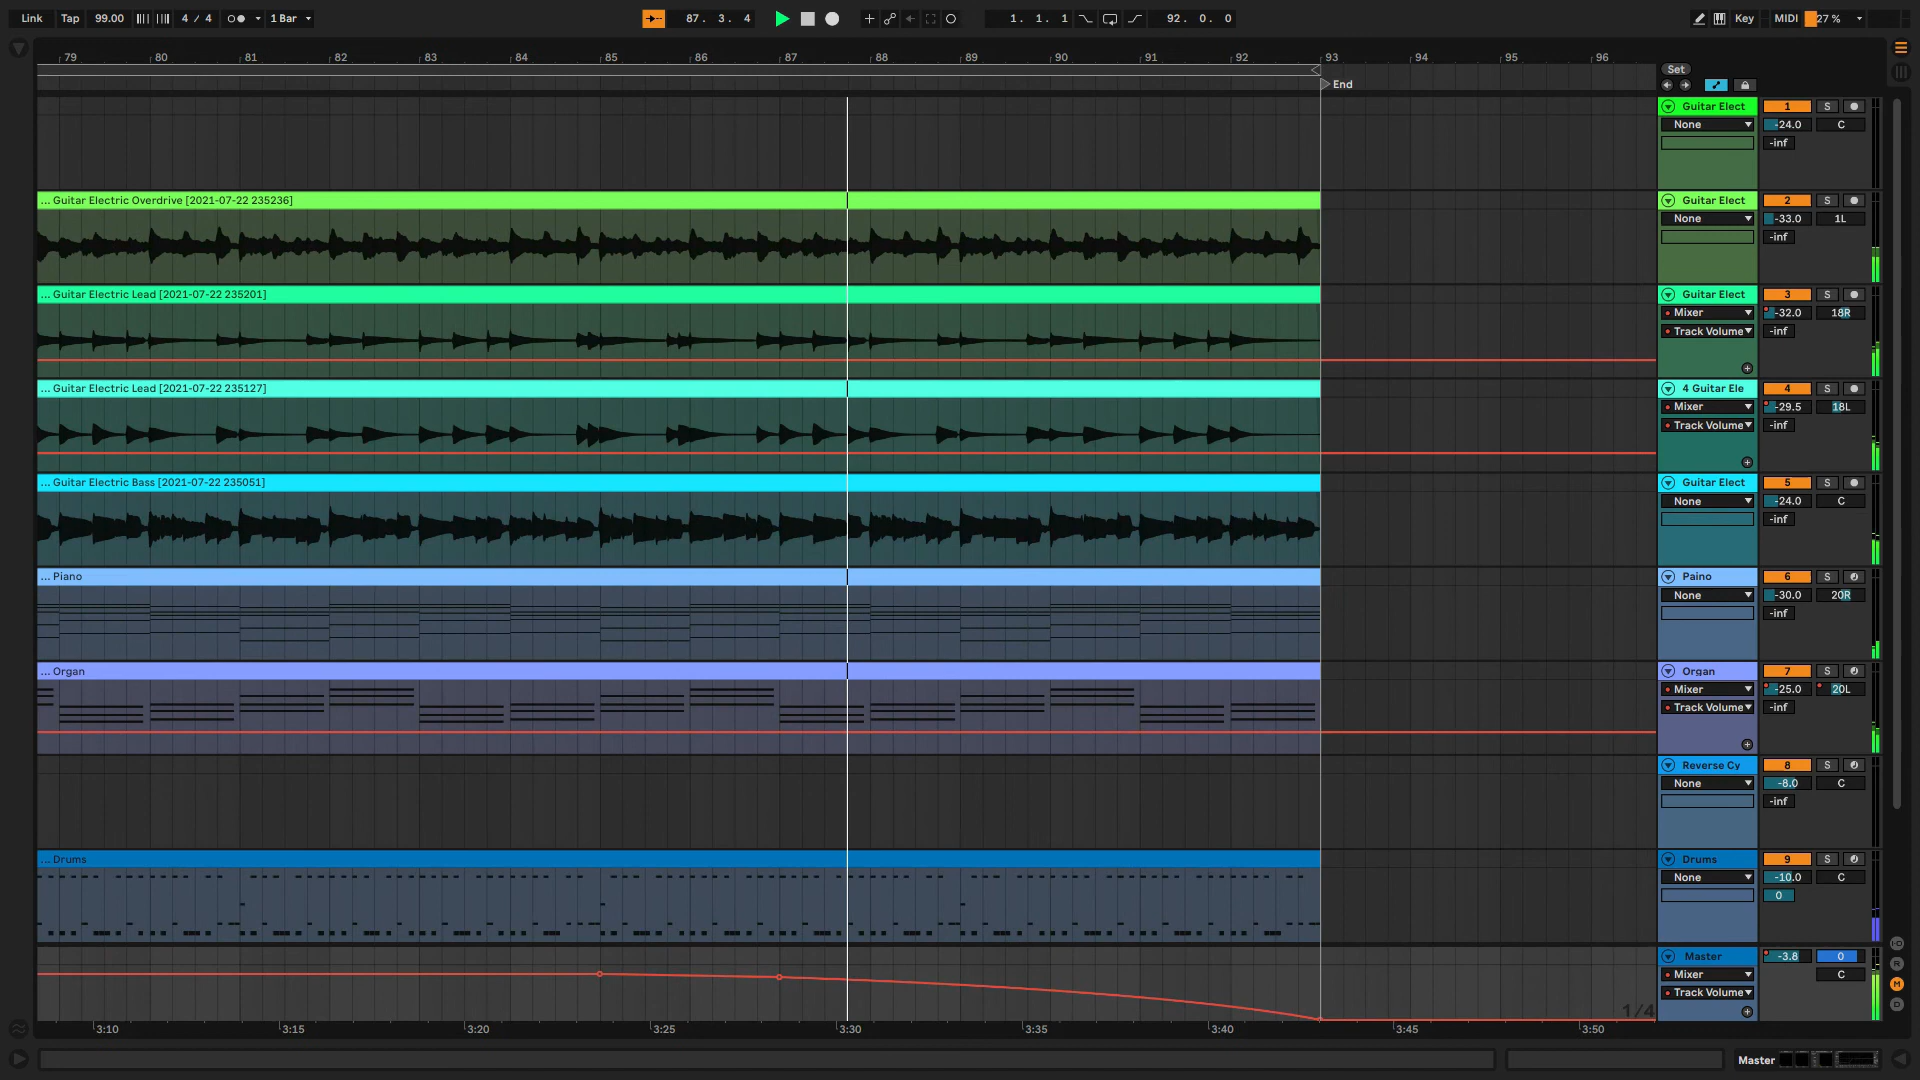 Link Tap 99.00 4 / 4 1 Bar 87. 3. 4 1. 1. 1 92. 0. 0 Key MIDI 27 %
79 80 81 82 83 84 85 86 87 88 89 90 91 92 93 94 95 96
Set
End
Guitar Elect 1 S
None -24.0 C
-inf
... Guitar Electric Overdrive [2021-07-22 235236] Guitar Elect 2 S
None -33.0 1L
-inf
... Guitar Electric Lead [2021-07-22 235201] Guitar Elect 3 S
Mixer -32.0 18R
Track Volume -inf
... Guitar Electric Lead [2021-07-22 235127] 4 Guitar Ele 4 S
Mixer -29.5 18L
Track Volume -inf
... Guitar Electric Bass [2021-07-22 235051] Guitar Elect 5 S
None -24.0 C
-inf
... Piano Paino 6 S
None -30.0 20R
-inf
... Organ Organ 7 S
Mixer -25.0 20L
Track Volume -inf
Reverse Cy 8 S
None -8.0 C
-inf
... Drums Drums 9 S
None -10.0 C
0
Master -3.8 0
Mixer C
Track Volume
1/4
3:10 3:15 3:20 3:25 3:30 3:35 3:40 3:45 3:50
R
M
D
Master